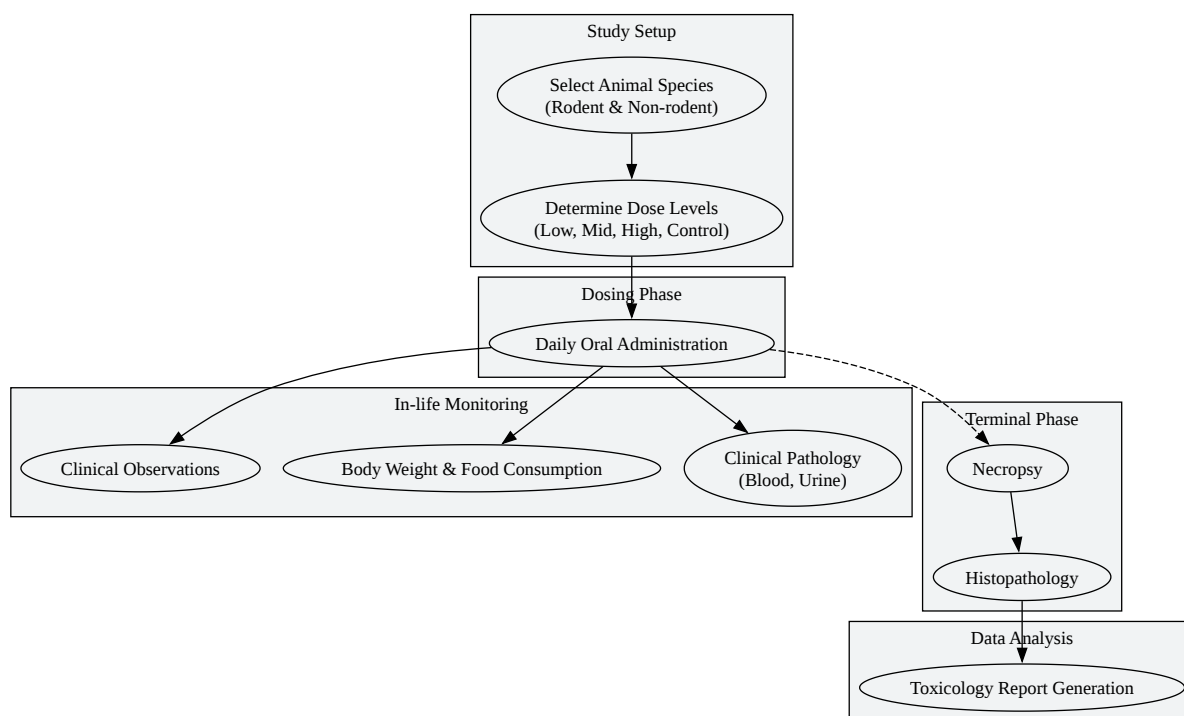 Study Setup
Select Animal Species
(Rodent & Non-rodent)
Determine Dose Levels
(Low, Mid, High, Control)
Dosing Phase
Daily Oral Administration
In-life Monitoring
Clinical Observations
Body Weight & Food Consumption
Clinical Pathology
(Blood, Urine)
Terminal Phase
Necropsy
Histopathology
Data Analysis
Toxicology Report Generation